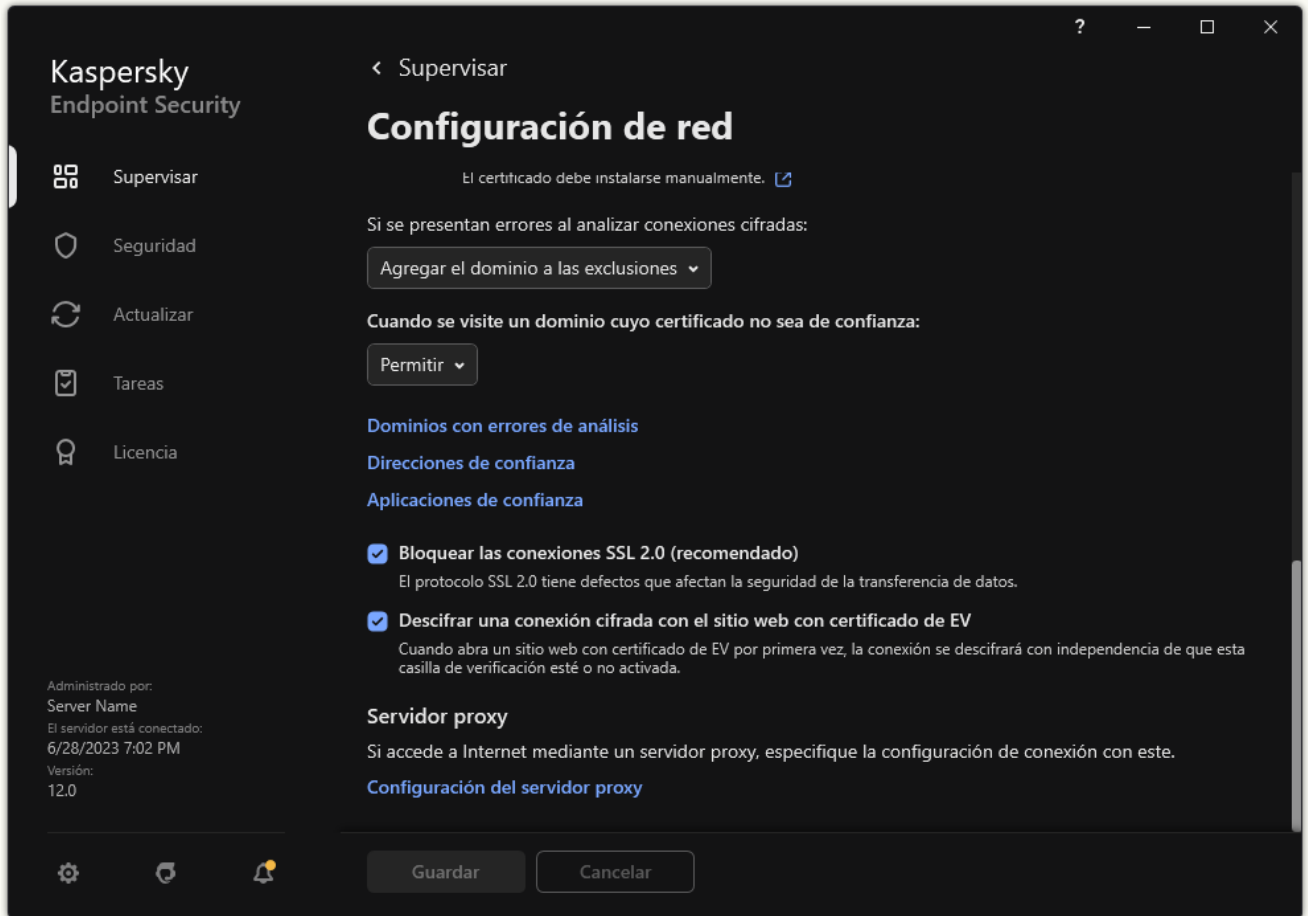 ?
Kaspersky
Endpoint Security
Supervisar
Seguridad
Actualizar
Tareas
Licencia
Administrado por:
Server Name
El servidor está conectado:
6/28/2023 7:02 PM
Versión:
12.0
Supervisar
Configuración de red
El certificado debe instalarse manualmente.
Si se presentan errores al analizar conexiones cifradas:
Agregar el dominio a las exclusiones
Cuando se visite un dominio cuyo certificado no sea de confianza:
Permitir
Dominios con errores de análisis
Direcciones de confianza
Aplicaciones de confianza
Bloquear las conexiones SSL 2.0 (recomendado)
El protocolo SSL 2.0 tiene defectos que afectan la seguridad de la transferencia de datos.
Descifrar una conexión cifrada con el sitio web con certificado de EV
Cuando abra un sitio web con certificado de EV por primera vez, la conexión se descifrará con independencia de que esta
casilla de verificación esté o no activada.
Servidor proxy
Si accede a Internet mediante un servidor proxy, especifique la configuración de conexión con este.
Configuración del servidor proxy
Guardar
Cancelar